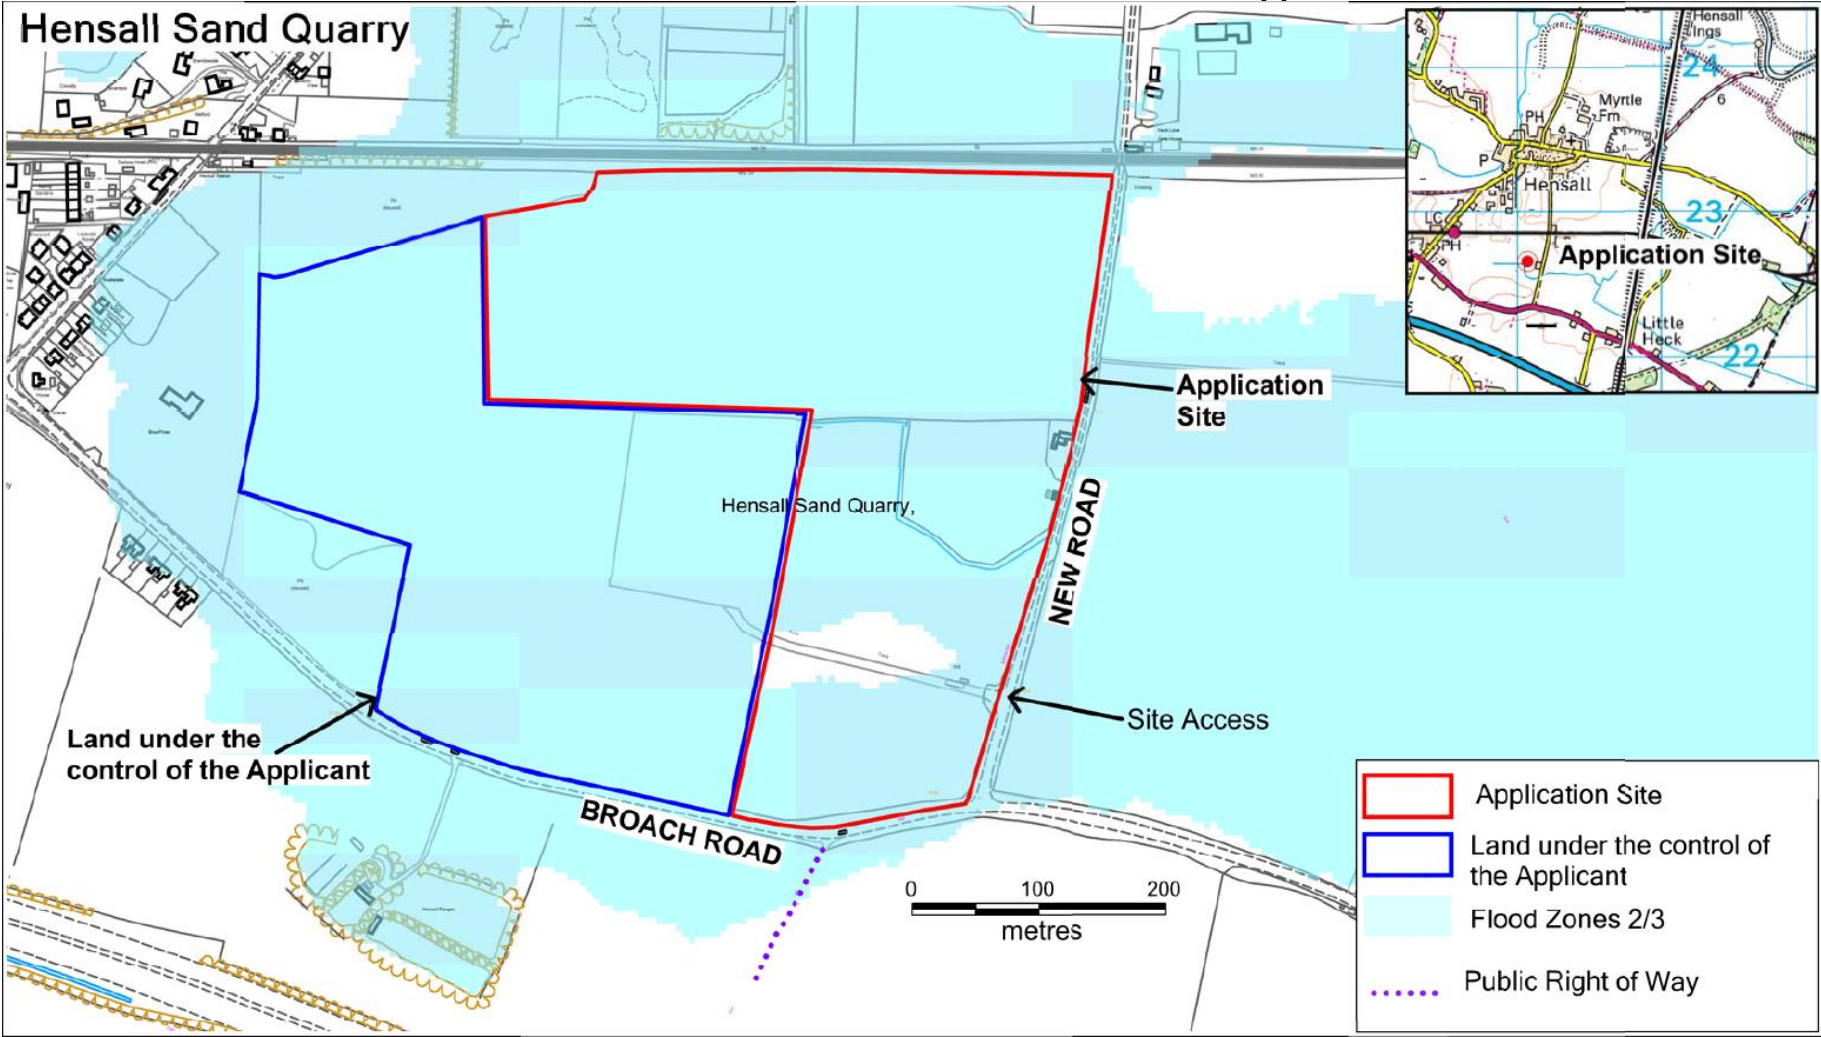 Hensall Sand Quarry
Hensall
Ings
24
6
Myrtle
Fm
PH
P
Hensall
23
LC
PH
Application Site
Little
Heck
22
Application
Site
Hensall Sand Quarry,
NEW ROAD
Site Access
Land under the
control of the Applicant
BROACH ROAD
0 100 200
metres
Application Site
Land under the control of
the Applicant
Flood Zones 2/3
Public Right of Way